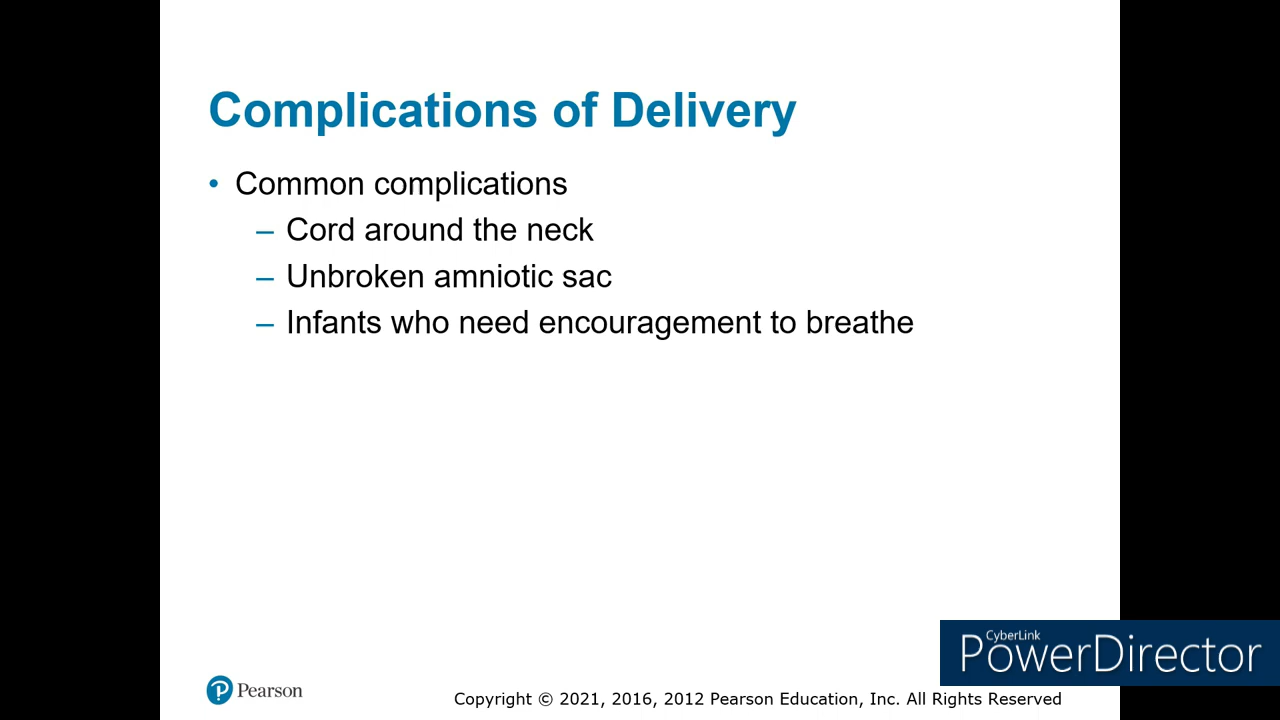 Complications of Delivery
• Common complications
– Cord around the neck
– Unbroken amniotic sac
– Infants who need encouragement to breathe
CyberLink
PowerDirector
Pearson
Copyright © 2021, 2016, 2012 Pearson Education, Inc. All Rights Reserved